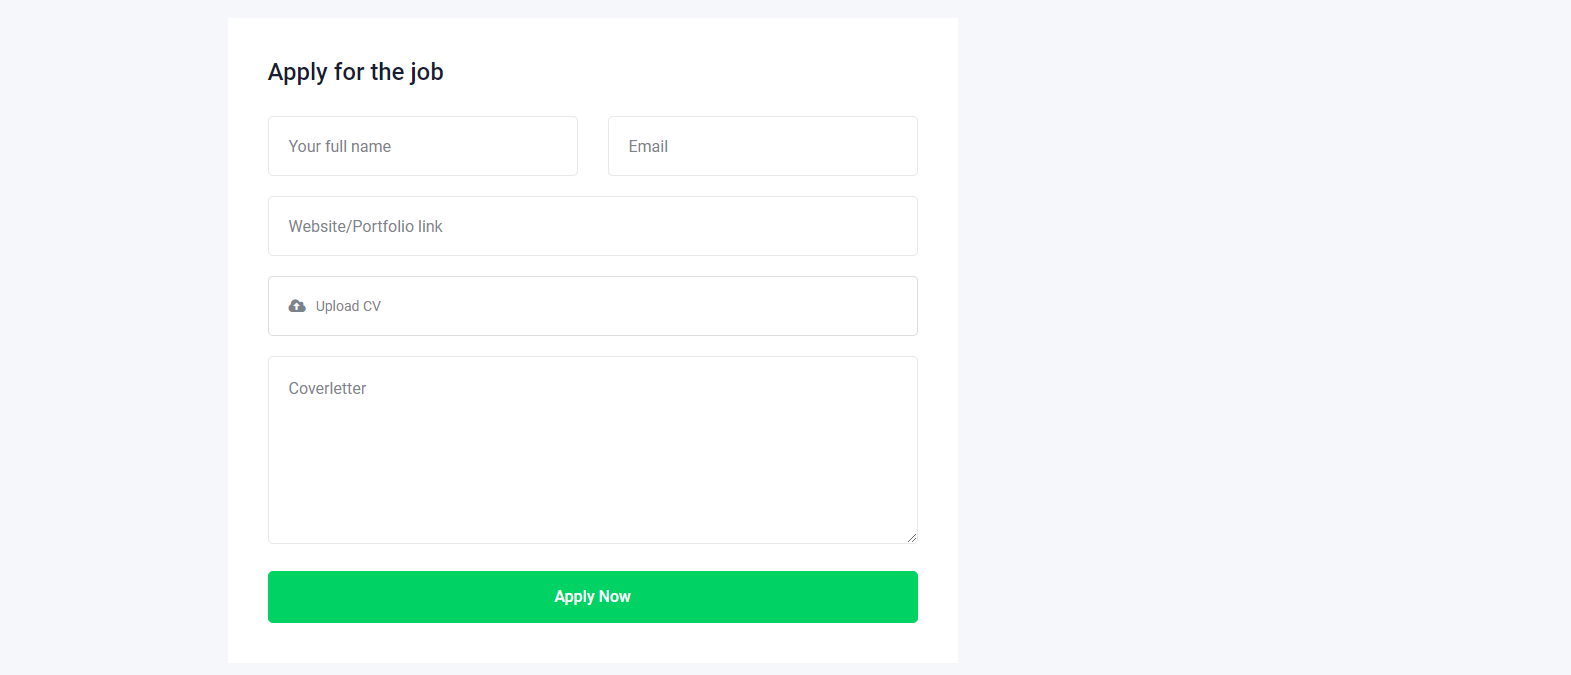 Apply for the job
Your full name
Email
Website/Portfolio link
Upload CV
Coverletter
Apply Now